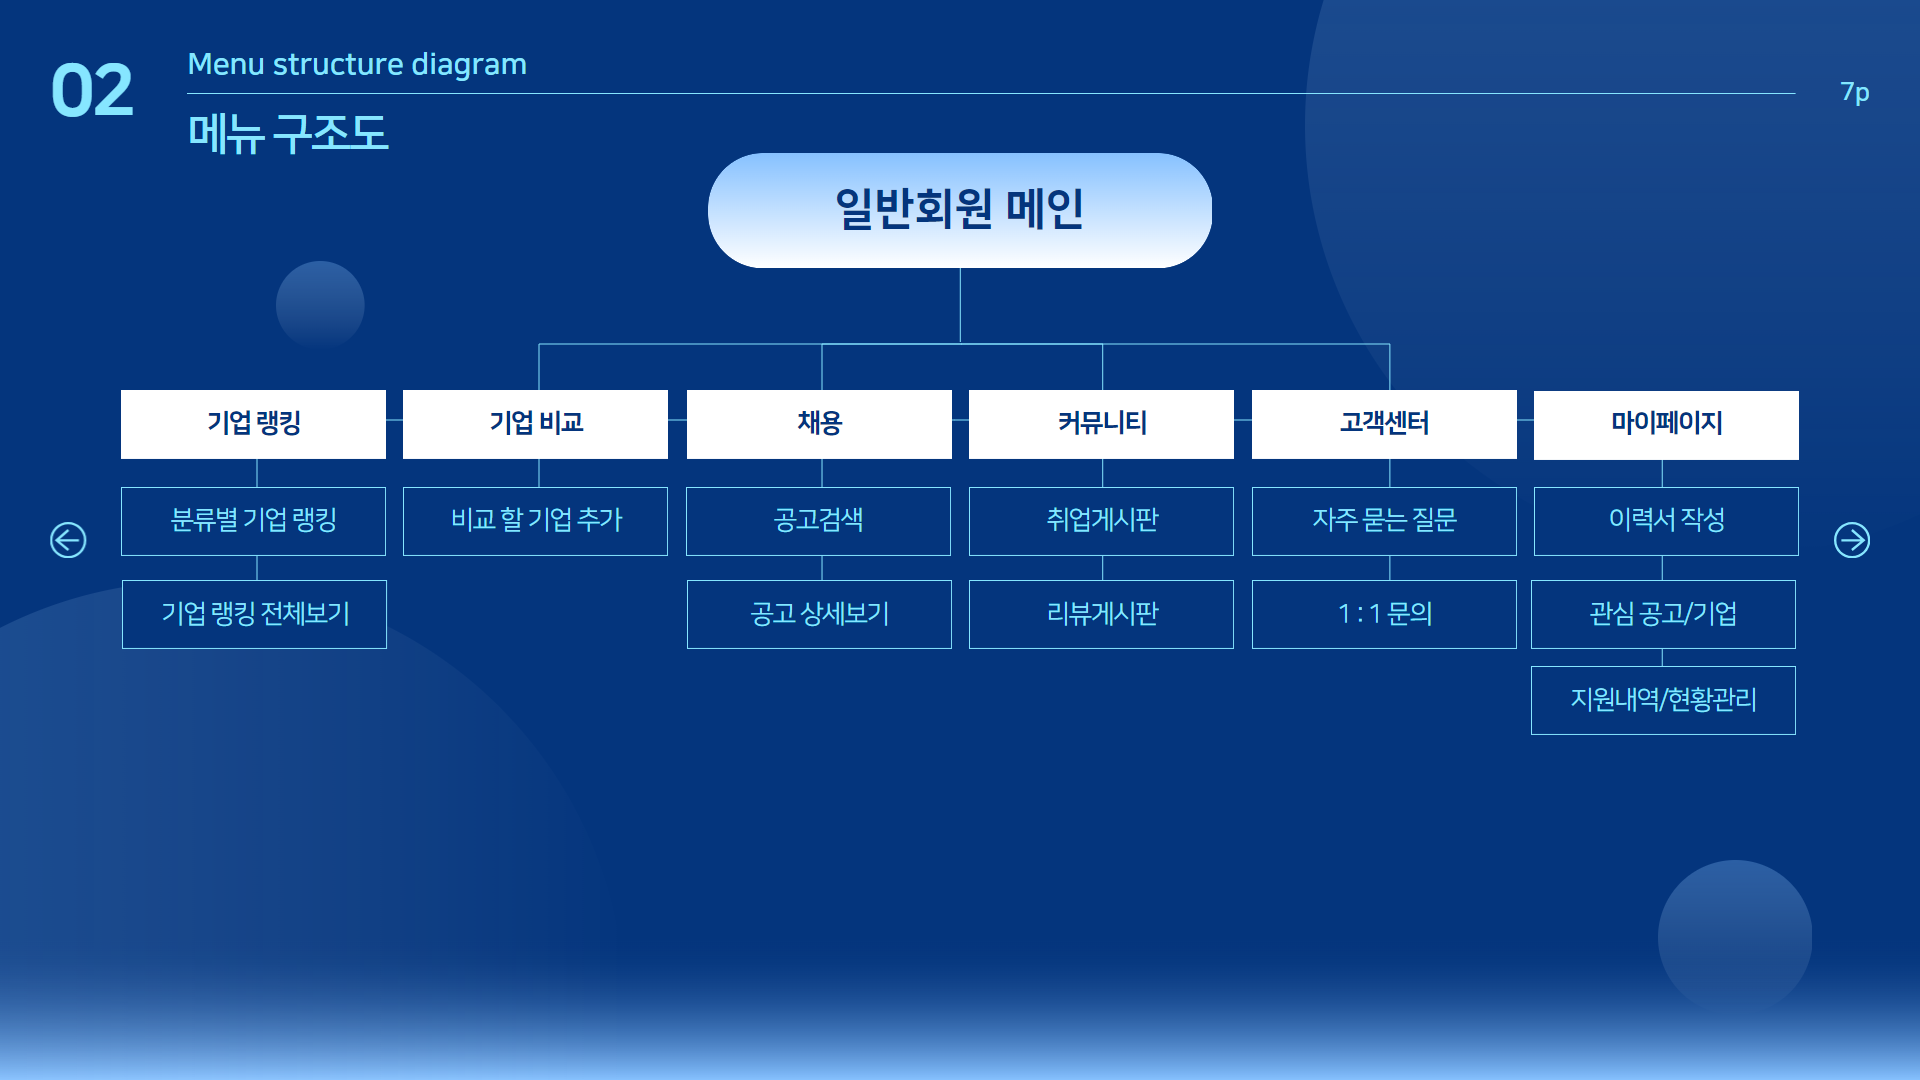 02
Menu structure diagram
7p
메뉴 구조도
일반회원 메인
기업 랭킹
기업 비교
채용
커뮤니티
고객센터
마이페이지
분류별 기업 랭킹
비교 할 기업 추가
공고검색
취업게시판
자주 묻는 질문
이력서 작성
기업 랭킹 전체보기
공고 상세보기
리뷰게시판
1 : 1 문의
관심 공고/기업
지원내역/현황관리